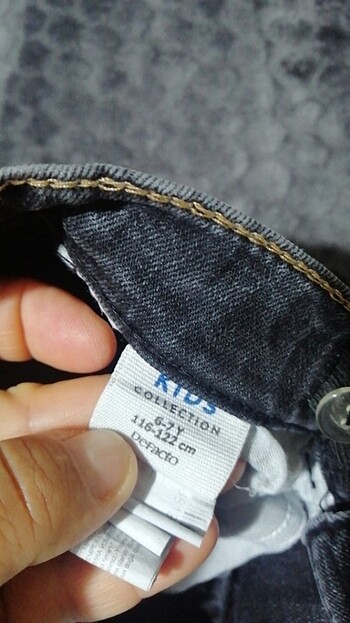 KIDS
COLLECTION
6-7 Y
116-122 cm
DeFacto